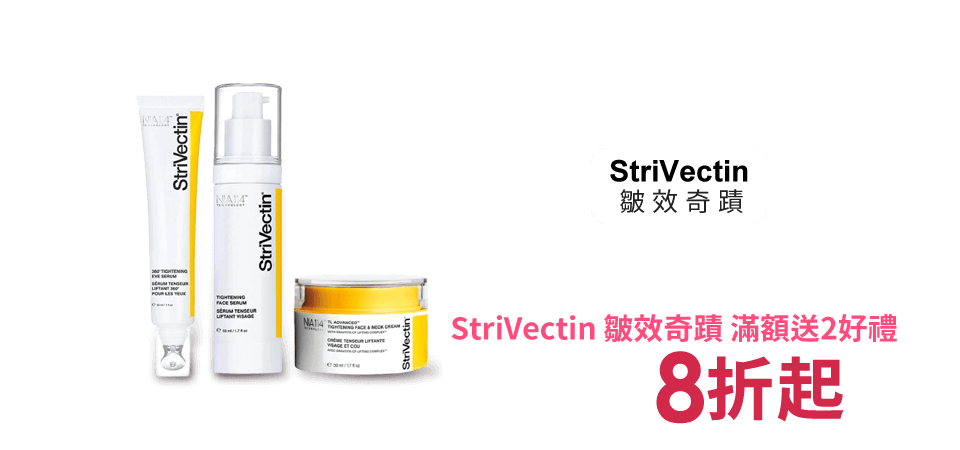 NIA114™
StriVectin®
360° TIGHTENING
EYE SERUM
SÉRUM TENSEUR
LIFTANT 360°
POUR LES YEUX
NIA114™
StriVectin®
TIGHTENING
FACE SERUM
SÉRUM TENSEUR
LIFTANT VISAGE
50 ml / 1.7 fl oz
NIA114™
TL ADVANCED™
TIGHTENING FACE & NECK CREAM
CRÈME TENSEUR LIFTANTE
VISAGE ET COU
50 ml / 1.7 fl oz
StriVectin®
StriVectin
皺效奇蹟
StriVectin 皺效奇蹟 滿額送2好禮
8折起